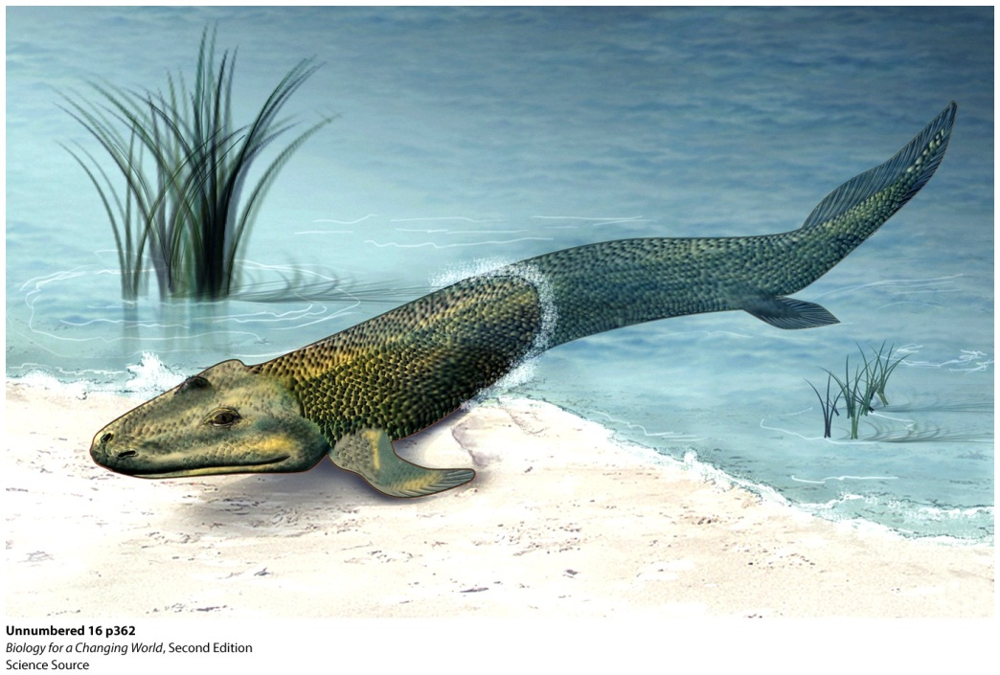 Unnumbered 16 p362
Biology for a Changing World, Second Edition
Science Source